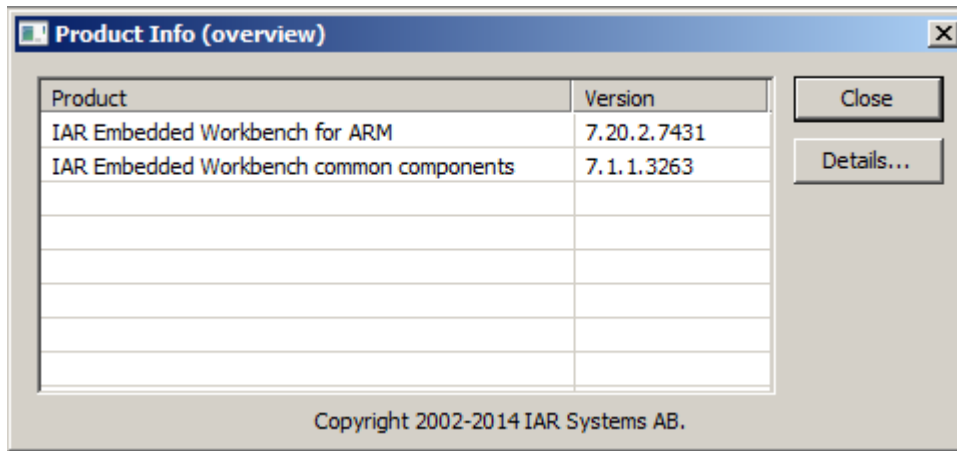 Product Info (overview)
Product Version
Close
IAR Embedded Workbench for ARM 7.20.2.7431
IAR Embedded Workbench common components 7.1.1.3263
Details...
Copyright 2002-2014 IAR Systems AB.